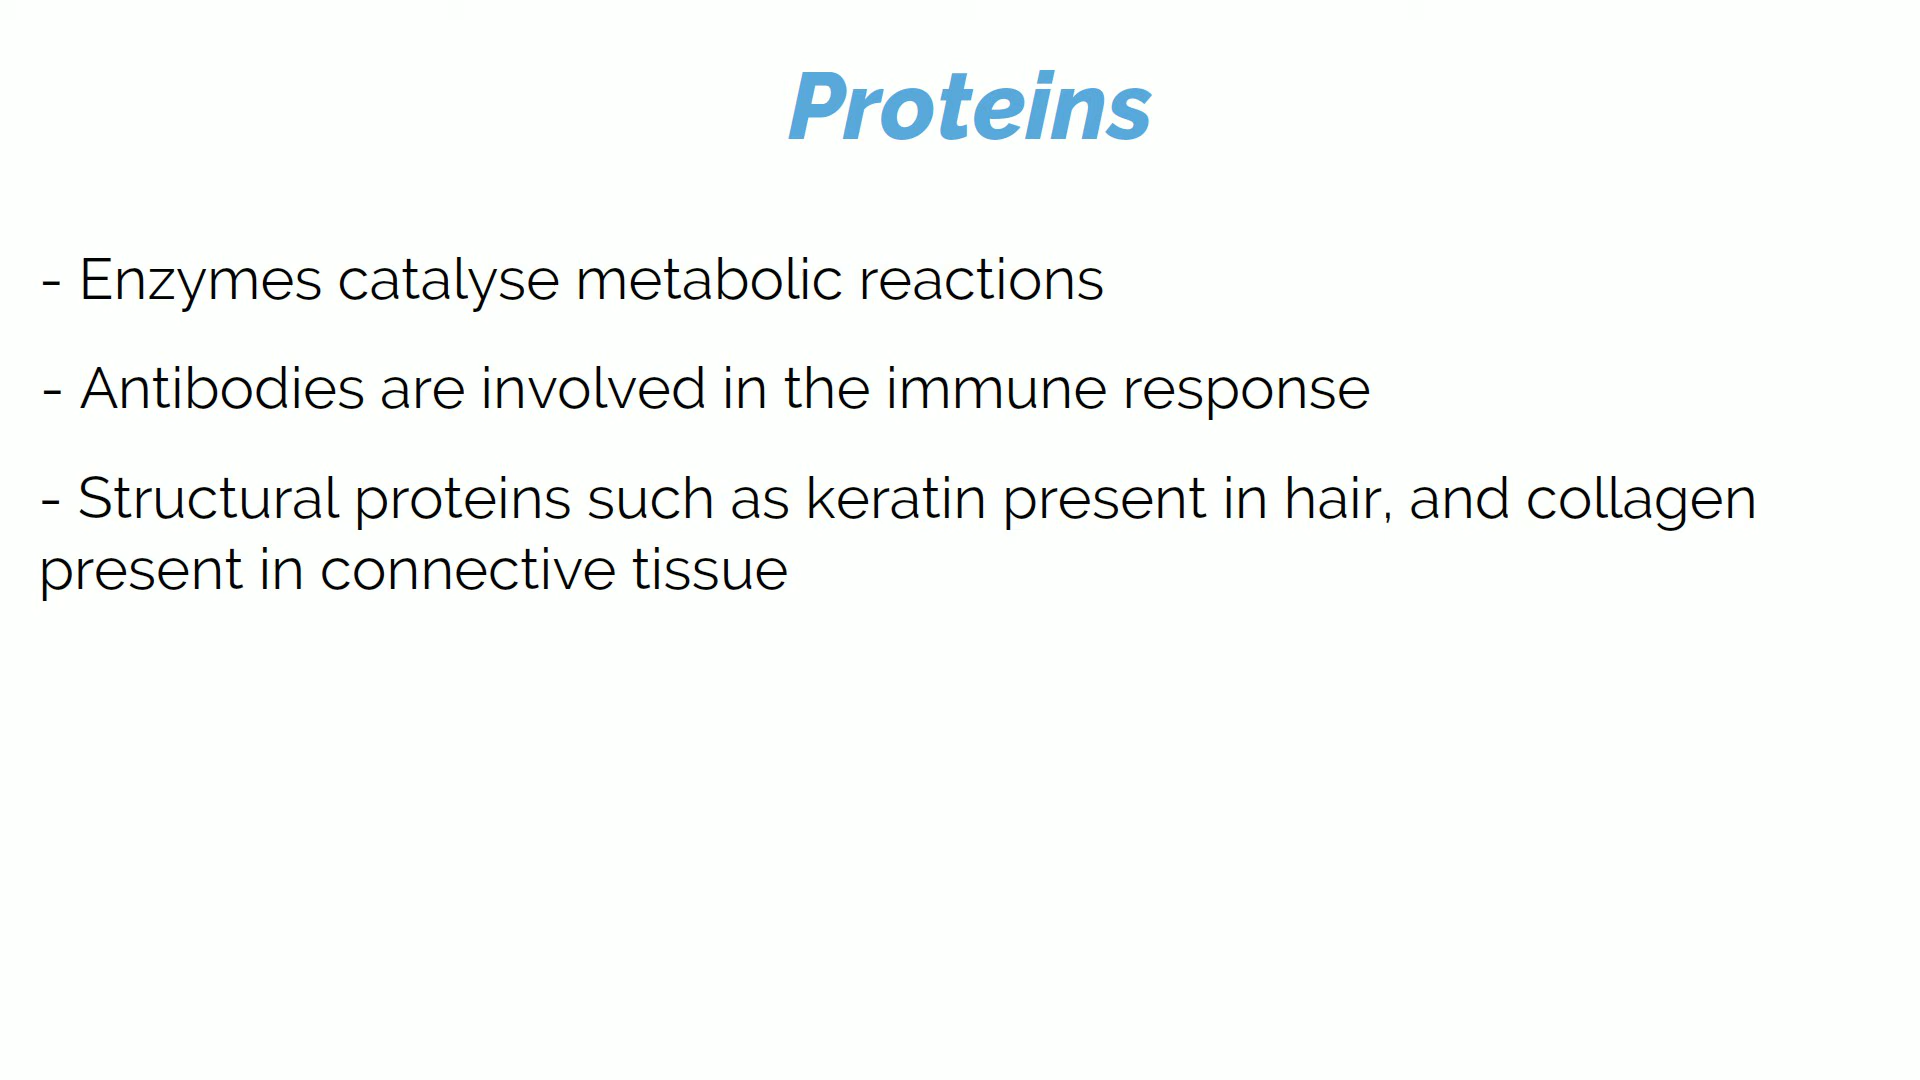 Proteins
- Enzymes catalyse metabolic reactions
- Antibodies are involved in the immune response
- Structural proteins such as keratin present in hair, and collagen
present in connective tissue